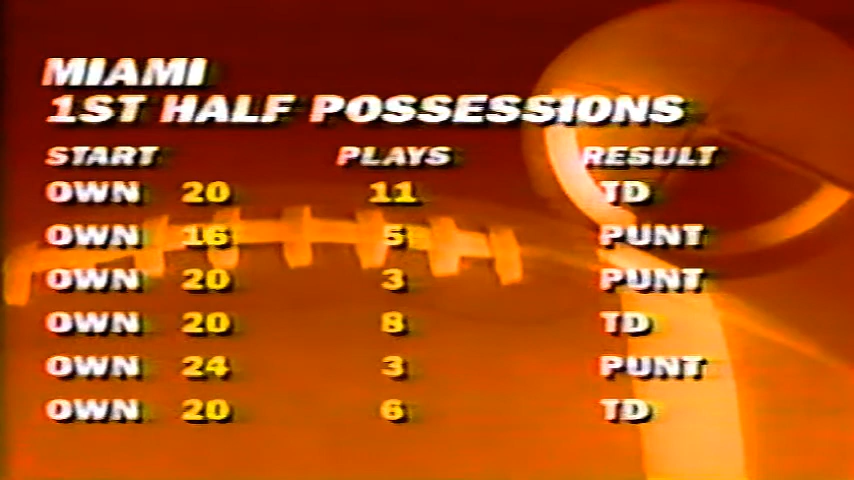 MIAMI
1ST HALF POSSESSIONS
START PLAYS RESULT
OWN 20 11 TD
OWN 16 5 PUNT
OWN 20 3 PUNT
OWN 20 8 TD
OWN 24 3 PUNT
OWN 20 6 TD